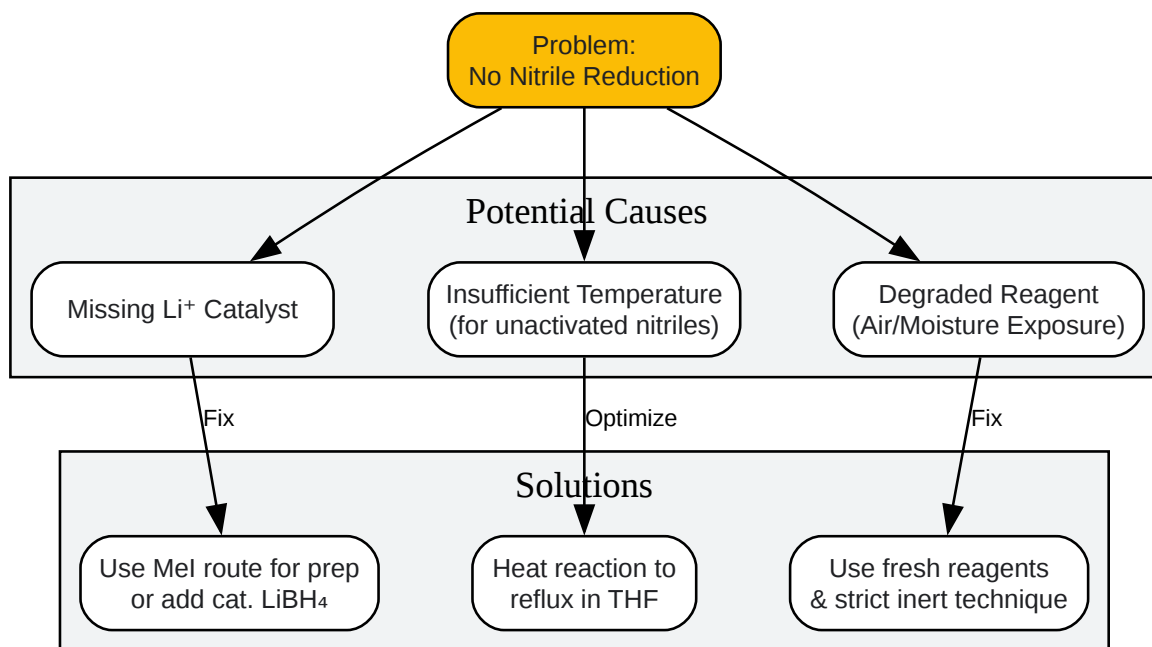 Problem:
No Nitrile Reduction
Potential Causes
Missing Li⁺ Catalyst
Insufficient Temperature
(for unactivated nitriles)
Degraded Reagent
(Air/Moisture Exposure)
Fix
Optimize
Fix
Solutions
Use MeI route for prep
or add cat. LiBH₄
Heat reaction to
reflux in THF
Use fresh reagents
& strict inert technique